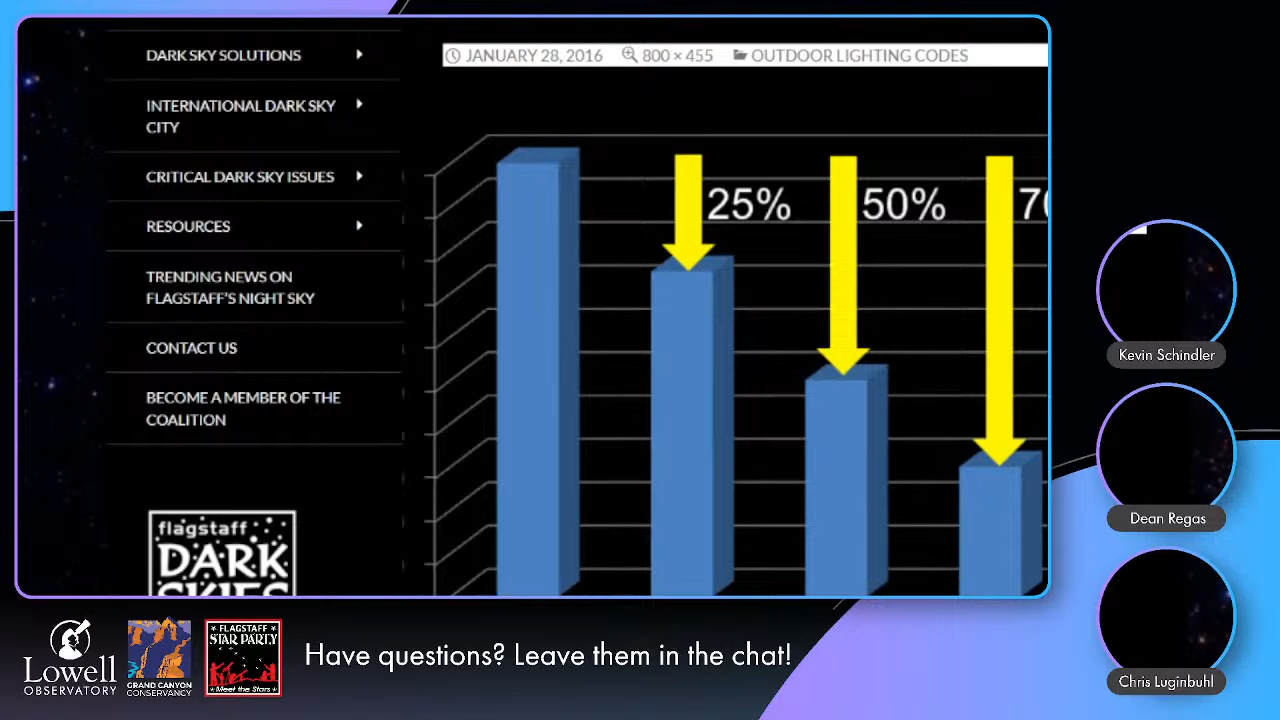 DARK SKY SOLUTIONS
INTERNATIONAL DARK SKY
CITY
CRITICAL DARK SKY ISSUES
RESOURCES
TRENDING NEWS ON
FLAGSTAFF'S NIGHT SKY
CONTACT US
BECOME A MEMBER OF THE
COALITION
flagstaff
DARK
SKIES
JANUARY 28, 2016 800 × 455 OUTDOOR LIGHTING CODES
25%
50%
Kevin Schindler
Dean Regas
Chris Luginbuhl
Lowell
OBSERVATORY
GRAND CANYON
CONSERVANCY
FLAGSTAFF
STAR PARTY
Meet the Stars
Have questions? Leave them in the chat!